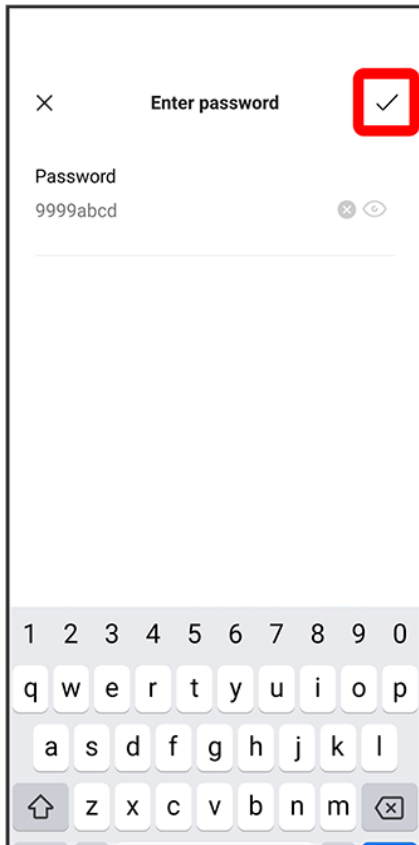 Enter password
Password
9999abcd
1 2 3 4 5 6 7 8 9 0
q w e r t y u i o p
a s d f g h j k l
z x c v b n m